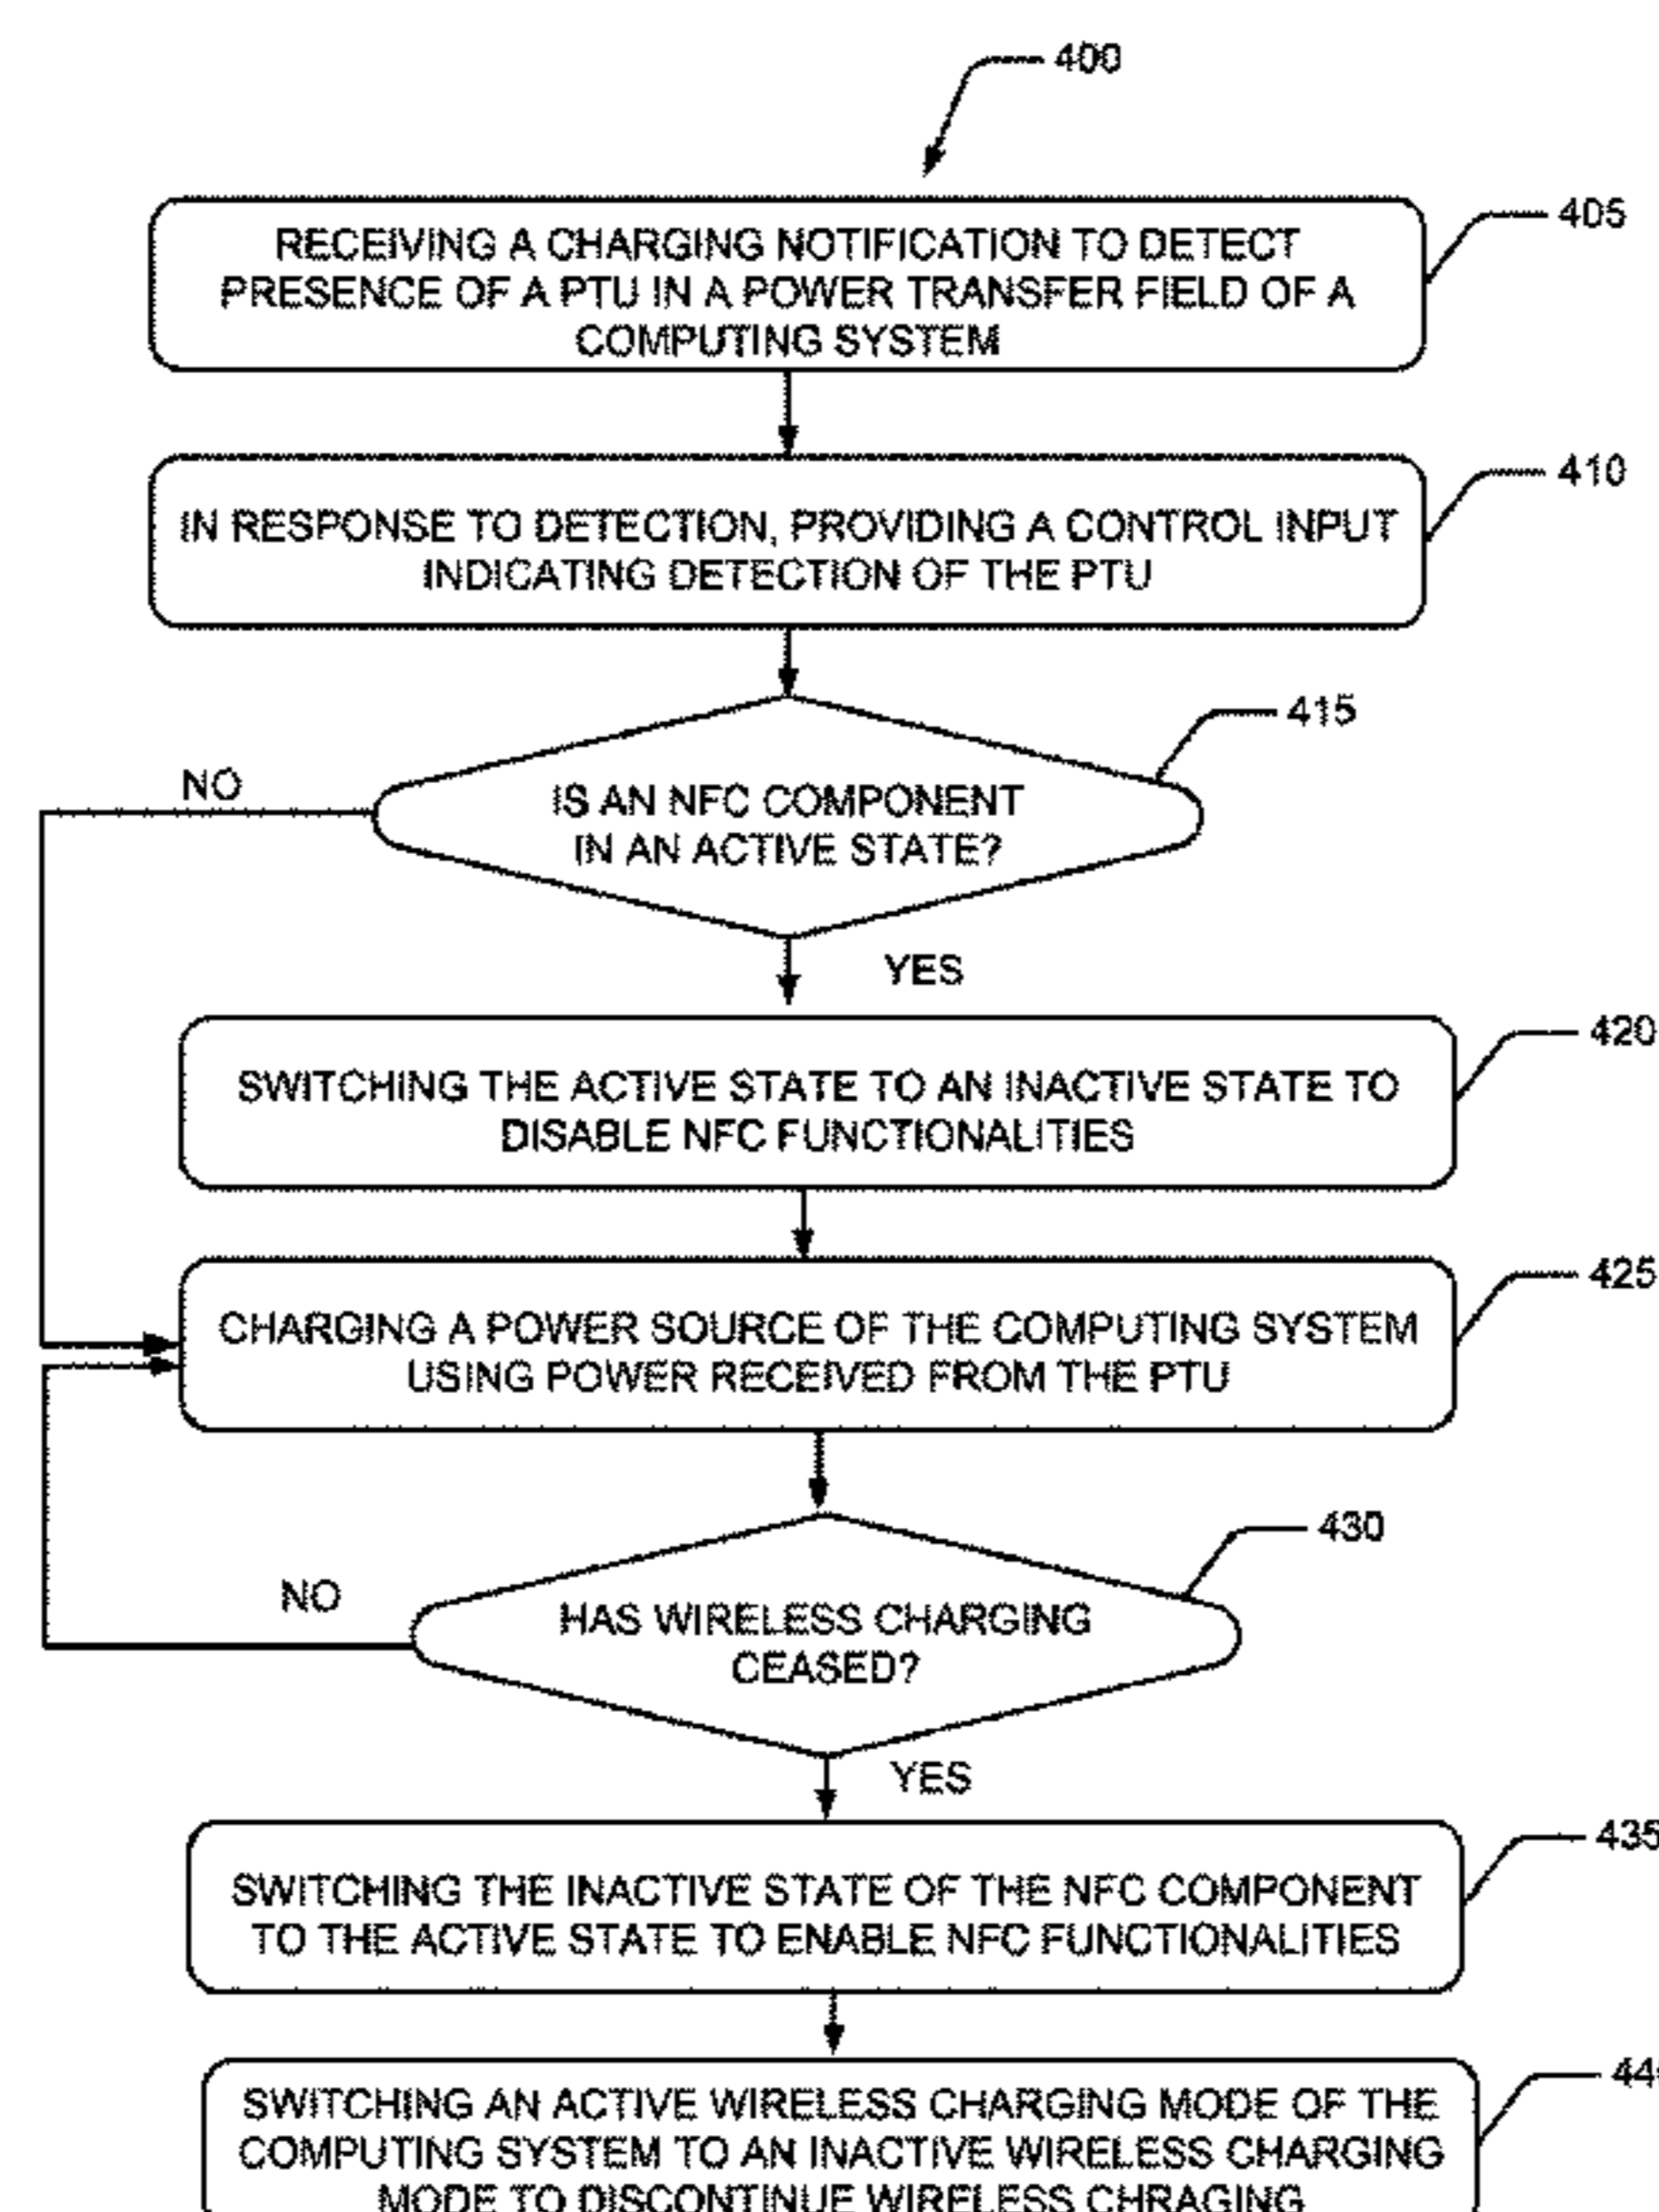 400
405
RECEIVING A CHARGING NOTIFICATION TO DETECT
PRESENCE OF A PTU IN A POWER TRANSFER FIELD OF A
COMPUTING SYSTEM
410
IN RESPONSE TO DETECTION, PROVIDING A CONTROL INPUT
INDICATING DETECTION OF THE PTU
415
NO
IS AN NFC COMPONENT
IN AN ACTIVE STATE?
YES
420
SWITCHING THE ACTIVE STATE TO AN INACTIVE STATE TO
DISABLE NFC FUNCTIONALITIES
425
CHARGING A POWER SOURCE OF THE COMPUTING SYSTEM
USING POWER RECEIVED FROM THE PTU
430
NO
HAS WIRELESS CHARGING
CEASED?
YES
435
SWITCHING THE INACTIVE STATE OF THE NFC COMPONENT
TO THE ACTIVE STATE TO ENABLE NFC FUNCTIONALITIES
SWITCHING AN ACTIVE WIRELESS CHARGING MODE OF THE
COMPUTING SYSTEM TO AN INACTIVE WIRELESS CHARGING
MODE TO DISCONTINUE WIRELESS CHRAGING